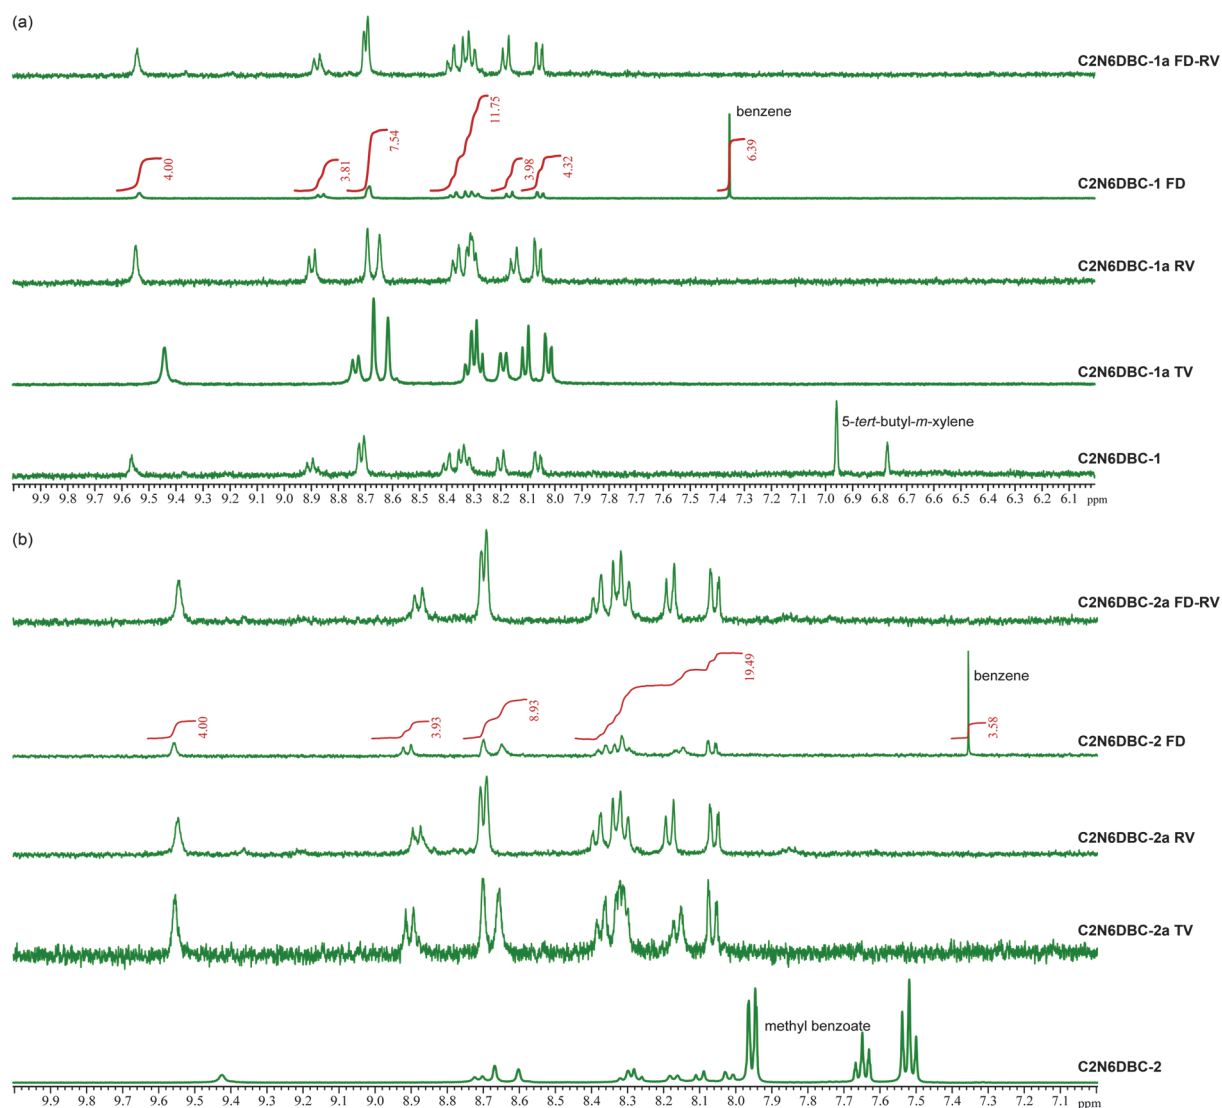 (a)
C2N6DBC-1a FD-RV
benzene
4.00
3.81
7.54
11.75
3.98
4.32
6.39
C2N6DBC-1 FD
C2N6DBC-1a RV
C2N6DBC-1a TV
5-tert-butyl-m-xylene
C2N6DBC-1
9.9 9.8 9.7 9.6 9.5 9.4 9.3 9.2 9.1 9.0 8.9 8.8 8.7 8.6 8.5 8.4 8.3 8.2 8.1 8.0 7.9 7.8 7.7 7.6 7.5 7.4 7.3 7.2 7.1 7.0 6.9 6.8 6.7 6.6 6.5 6.4 6.3 6.2 6.1 ppm
(b)
C2N6DBC-2a FD-RV
benzene
4.00
3.93
8.93
19.49
3.58
C2N6DBC-2 FD
C2N6DBC-2a RV
C2N6DBC-2a TV
methyl benzoate
C2N6DBC-2
9.9 9.8 9.7 9.6 9.5 9.4 9.3 9.2 9.1 9.0 8.9 8.8 8.7 8.6 8.5 8.4 8.3 8.2 8.1 8.0 7.9 7.8 7.7 7.6 7.5 7.4 7.3 7.2 7.1 ppm